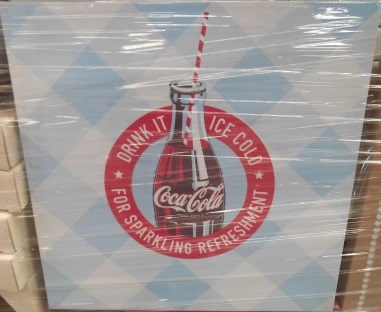 DRINK IT ICE COLD
Coca-Cola
FOR SPARKLING REFRESHMENT